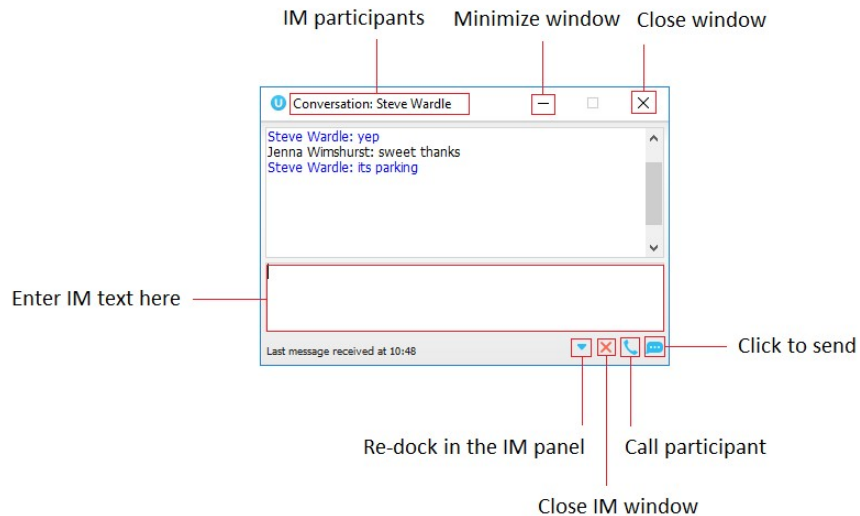 IM participants
Minimize window
Close window
U
Conversation: Steve Wardle
Steve Wardle: yep
Jenna Wimshurst: sweet thanks
Steve Wardle: its parking
Enter IM text here
Last message received at 10:48
Click to send
Re-dock in the IM panel
Call participant
Close IM window